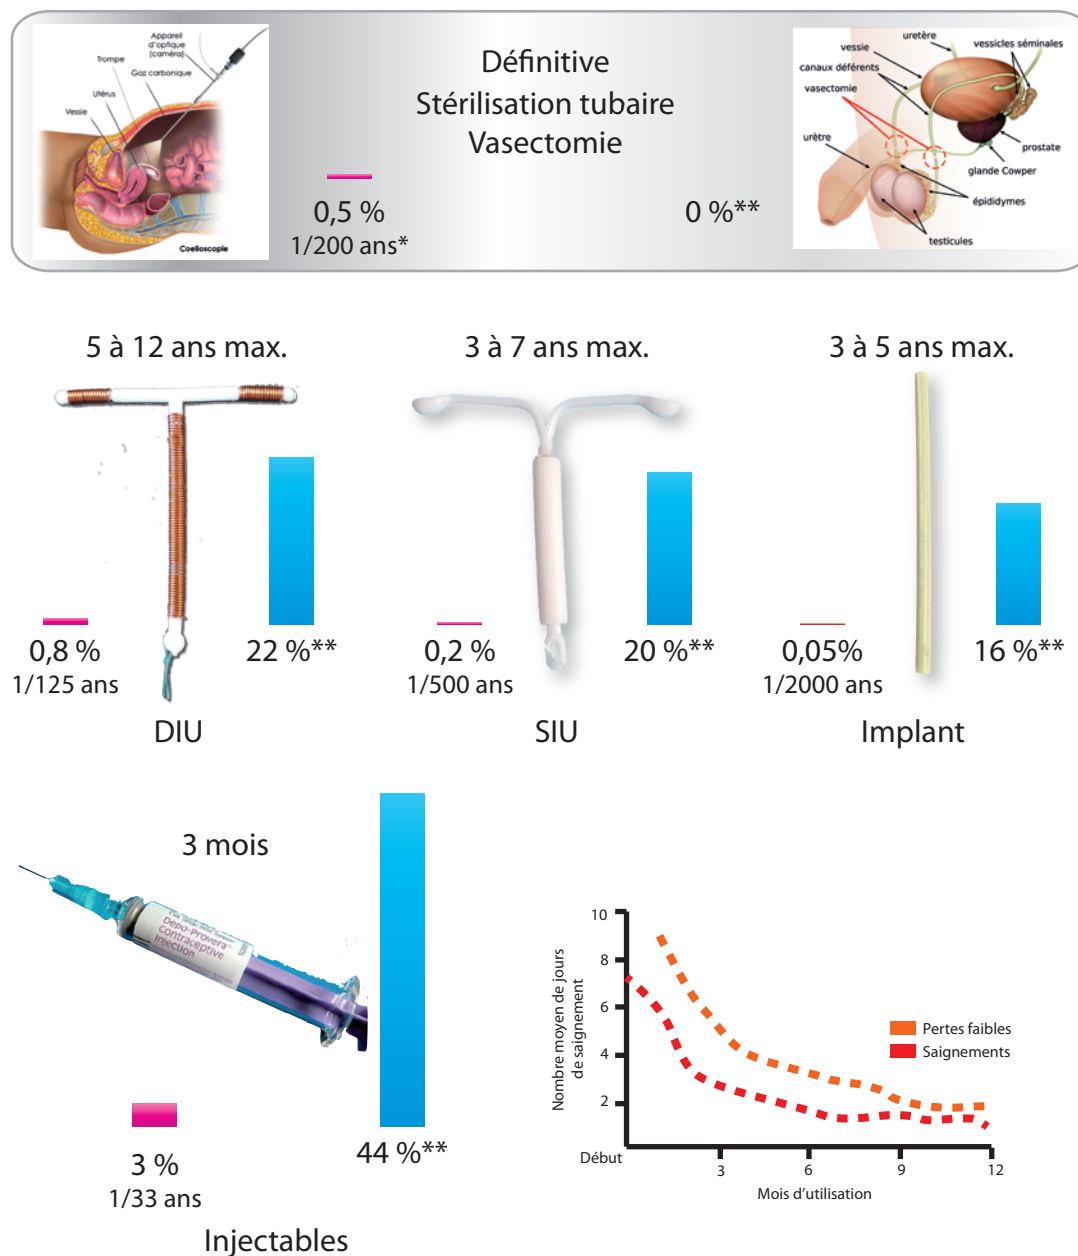 Appareil
d'optique
(caméra)
Trompe
Gaz carbonique
Utérus
Vessie
Coelloscopie
Définitive
Stérilisation tubaire
Vasectomie
0,5 %
1/200 ans*
0 %**
uretère
vessie
vessicles séminales
canaux déférents
vasectomie
urètre
prostate
glande Cowper
épididymes
testicules
5 à 12 ans max.
3 à 7 ans max.
3 à 5 ans max.
0,8 %
1/125 ans
22 %**
0,2 %
1/500 ans
20 %**
0,05%
1/2000 ans
16 %**
DIU
SIU
Implant
3 mois
Depo-Provera
Contraceptive
Injection
3 %
1/33 ans
44 %**
Injectables
Nombre moyen de jours
de saignement
10
8
6
4
2
Pertes faibles
Saignements
Début
3
6
9
12
Mois d'utilisation